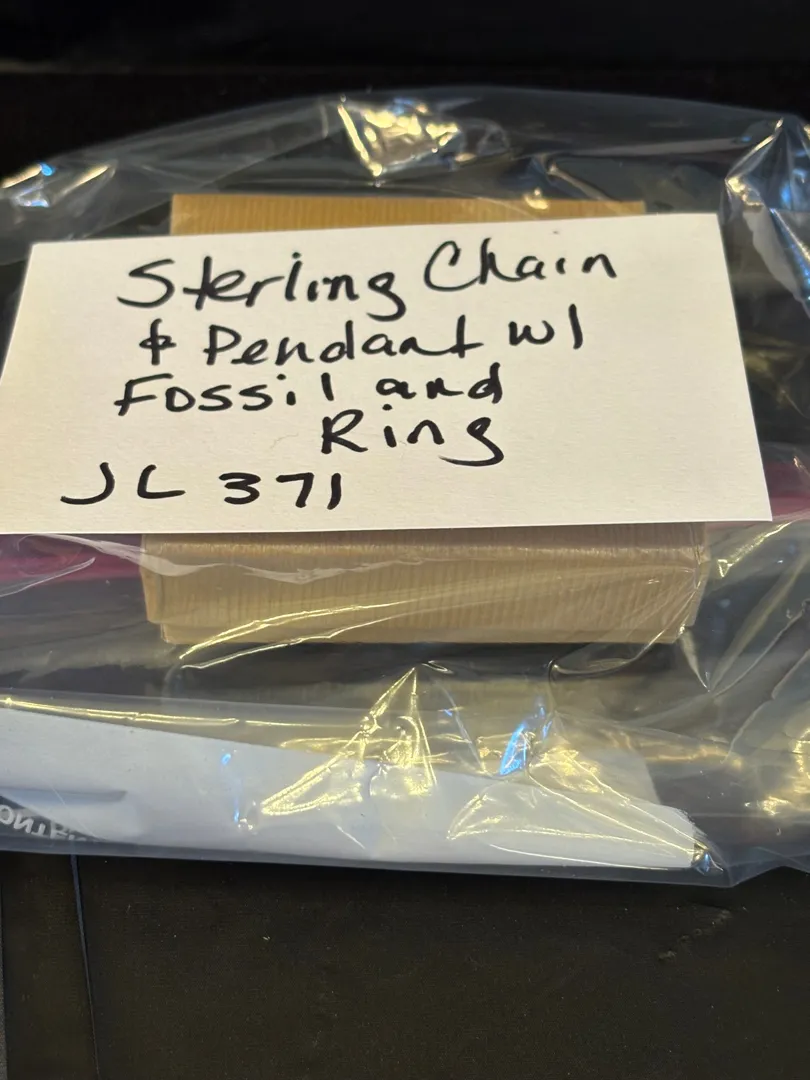 Sterling Chain
& Pendant w/
Fossil and
Ring
JL 371